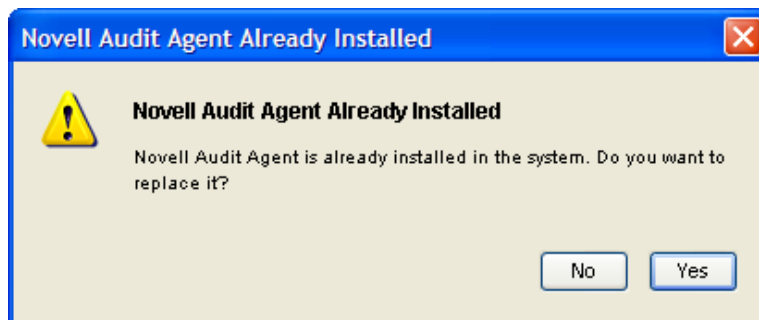 Novell Audit Agent Already Installed
Novell Audit Agent Already Installed
Novell Audit Agent is already installed in the system. Do you want to
replace it?
No
Yes